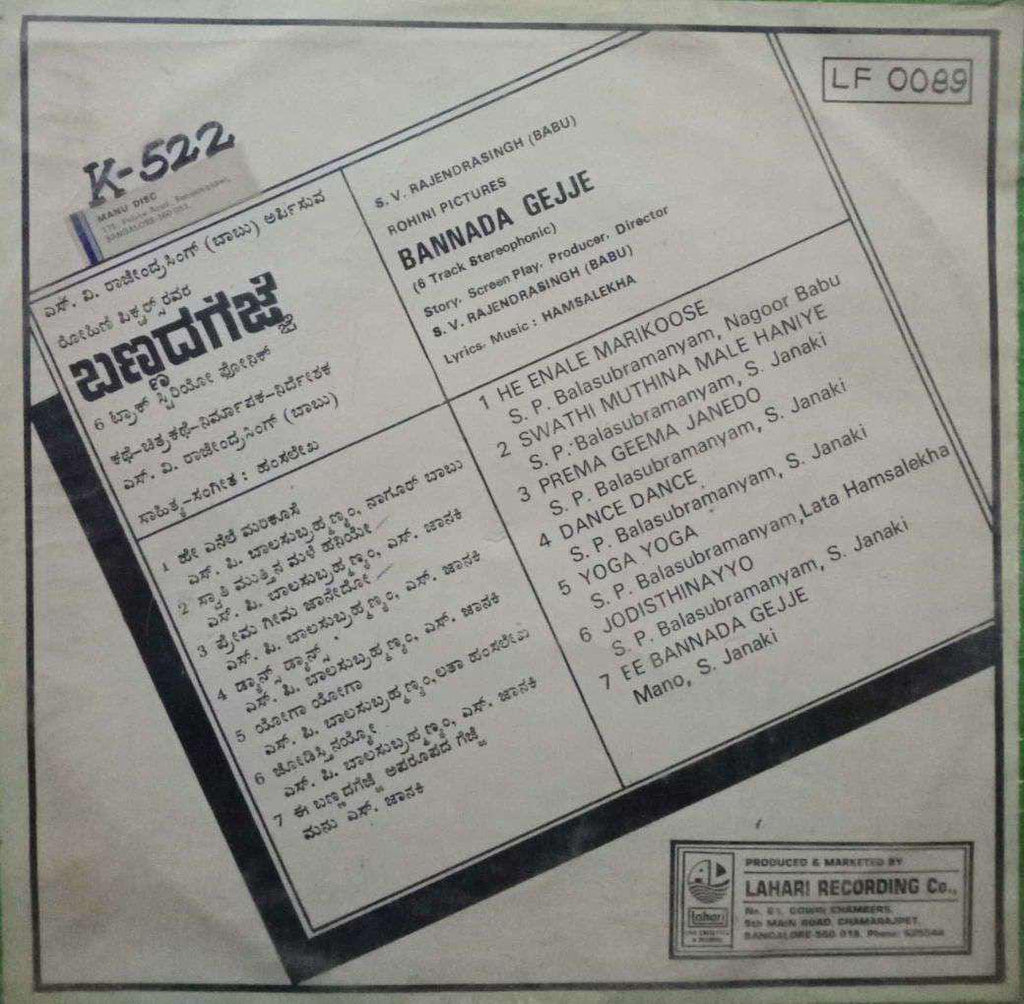 LF 0089
K-522
MANU DISC
BANGALORE-560 053
ಎಸ್. ವಿ. ರಾಜೇಂದ್ರಸಿಂಗ್ (ಬಾಬು) ಅರ್ಪಿಸುವ
ರೋಹಿಣಿ ಪಿಕ್ಚರ್ಸ್‌ರವರ
ಬಣ್ಣದಗೆಜ್ಜೆ
6 ಟ್ರಾಕ್ ಸ್ಟಿರಿಯೋ ಫೋನಿಕ್
ಕಥೆ-ಚಿತ್ರಕಥೆ-ನಿರ್ಮಾಪಕ-ನಿರ್ದೇಶಕ
ಎಸ್. ವಿ. ರಾಜೇಂದ್ರಸಿಂಗ್ (ಬಾಬು)
ಸಾಹಿತ್ಯ-ಸಂಗೀತ : ಹಂಸಲೇಖ
S. V. RAJENDRASINGH (BABU)
ROHINI PICTURES
BANNADA GEJJE
(6 Track Stereophonic)
Story. Screen Play. Producer. Director
S. V. RAJENDRASINGH (BABU)
Lyrics. Music : HAMSALEKHA
1 ಹೇ ಎನೆಲೆ ಮರಿಕೂಸೆ
ಎಸ್. ಪಿ. ಬಾಲಸುಬ್ರಹ್ಮಣ್ಯಂ, ನಾಗೂರ್ ಬಾಬು
2 ಸ್ವಾತಿ ಮುತ್ತಿನ ಮಳೆ ಹನಿಯೇ
ಎಸ್. ಪಿ. ಬಾಲಸುಬ್ರಹ್ಮಣ್ಯಂ, ಎಸ್. ಜಾನಕಿ
3 ಪ್ರೇಮ ಗೀಮ ಜಾನೇದೋ
ಎಸ್. ಪಿ. ಬಾಲಸುಬ್ರಹ್ಮಣ್ಯಂ, ಎಸ್. ಜಾನಕಿ
4 ಡ್ಯಾನ್ಸ್ ಡ್ಯಾನ್ಸ್
ಎಸ್. ಪಿ. ಬಾಲಸುಬ್ರಹ್ಮಣ್ಯಂ, ಎಸ್. ಜಾನಕಿ
5 ಯೋಗಾ ಯೋಗಾ
ಎಸ್. ಪಿ. ಬಾಲಸುಬ್ರಹ್ಮಣ್ಯಂ,ಲತಾ ಹಂಸಲೇಖ
6 ಜೋಡಿಸ್ತಿನಯ್ಯೋ
ಎಸ್. ಪಿ. ಬಾಲಸುಬ್ರಹ್ಮಣ್ಯಂ, ಎಸ್. ಜಾನಕಿ
7 ಈ ಬಣ್ಣದಗೆಜ್ಜೆ ಅಪರೂಪದ ಗೆಜ್ಜೆ
ಮನು ಎಸ್. ಜಾನಕಿ
1 HE ENALE MARIKOOSE
S. P. Balasubramanyam, Nagoor Babu
2 SWATHI MUTHINA MALE HANIYE
S. P. Balasubramanyam, S. Janaki
3 PREMA GEEMA JANEDO
S. P. Balasubramanyam, S. Janaki
4 DANCE DANCE
S. P. Balasubramanyam, S. Janaki
5 YOGA YOGA
S. P. Balasubramanyam,Lata Hamsalekha
6 JODISTHINAYYO
S. P. Balasubramanyam, S. Janaki
7 EE BANNADA GEJJE
Mano, S. Janaki
lahari
PRODUCED & MARKETED BY
LAHARI RECORDING Co.,
No. 61, GOWRI CHAMBERS,
5th MAIN ROAD, CHAMARAJPET,
BANGALORE-560 018. Phone: